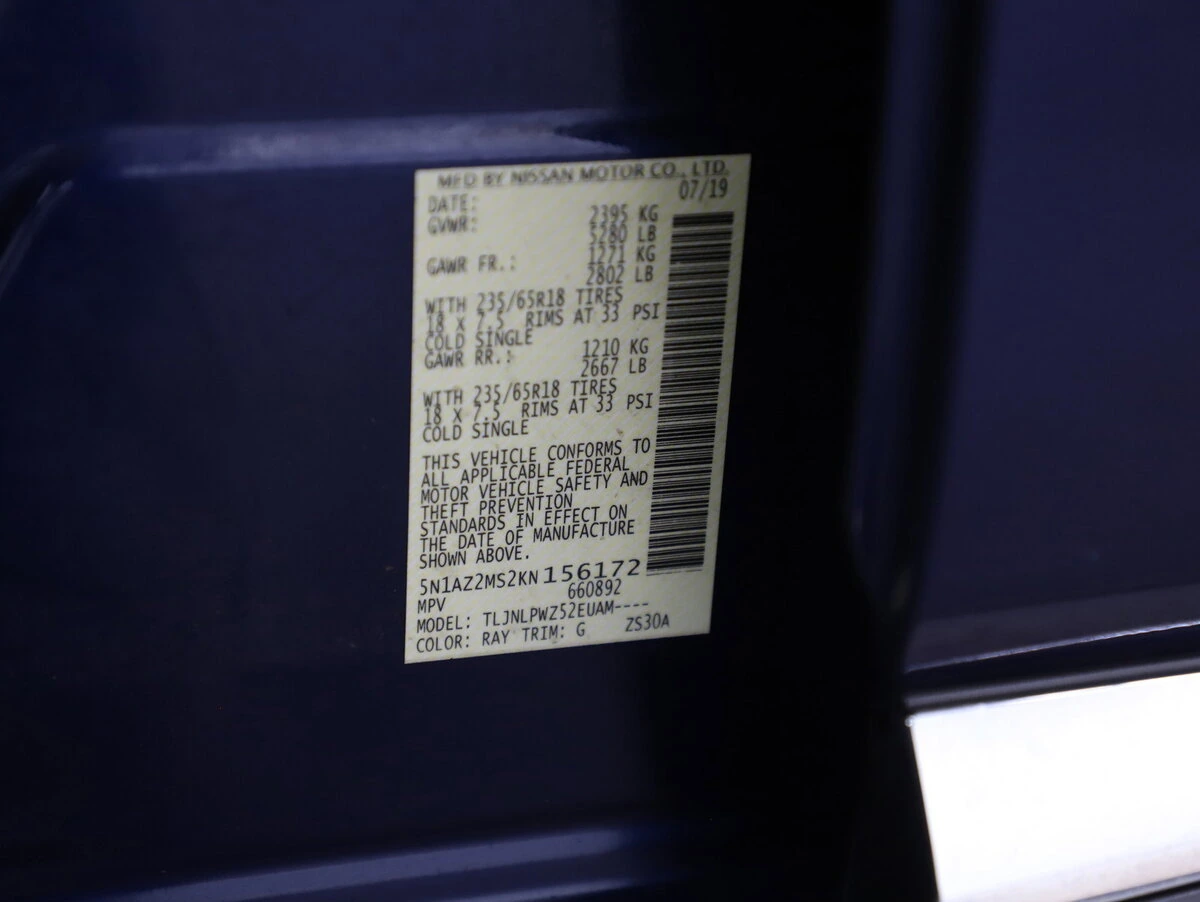 MFD BY NISSAN MOTOR CO., LTD.
DATE: 07/19
GVWR: 2395 KG
5280 LB
GAWR FR.: 1271 KG
2802 LB
WITH 235/65R18 TIRES
18 X 7.5 RIMS AT 33 PSI
COLD SINGLE
GAWR RR.: 1210 KG
2667 LB
WITH 235/65R18 TIRES
18 X 7.5 RIMS AT 33 PSI
COLD SINGLE
THIS VEHICLE CONFORMS TO
ALL APPLICABLE FEDERAL
MOTOR VEHICLE SAFETY AND
THEFT PREVENTION
STANDARDS IN EFFECT ON
THE DATE OF MANUFACTURE
SHOWN ABOVE.
5N1AZ2MS2KN156172
MPV 660892
MODEL: TLJNLPWZ52EUAM----
COLOR: RAY TRIM: G ZS30A